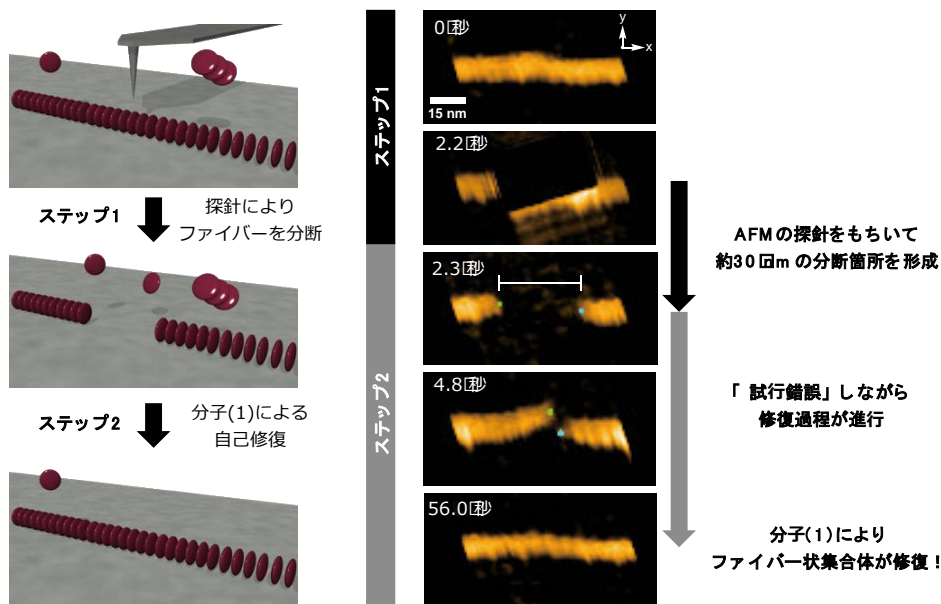 ステップ1
探針により
ファイバーを分断
ステップ2
分子(1)による
自己修復
ステップ1
ステップ2
0 秒
y
x
15 nm
2.2 秒
2.3 秒
4.8 秒
56.0 秒
AFMの探針をもちいて
約30 mの分断箇所を形成
「試行錯誤」しながら
修復過程が進行
分子(1)により
ファイバー状集合体が修復！